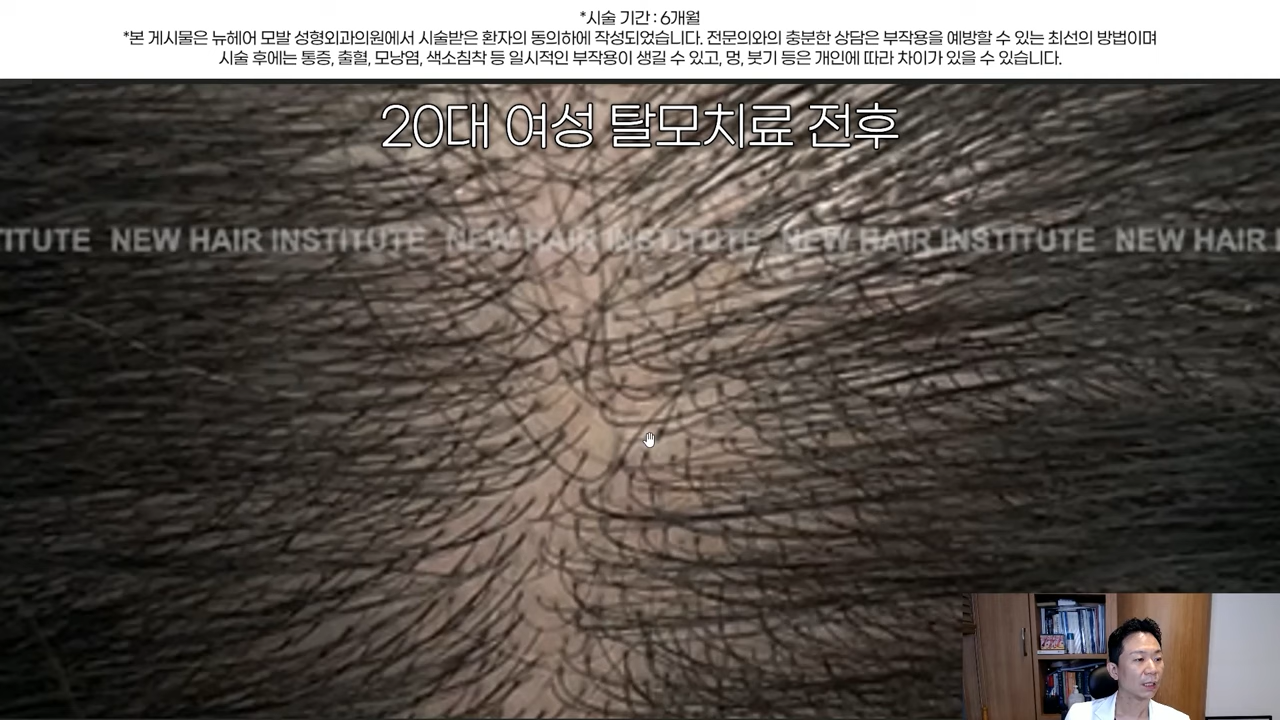 *시술 기간 : 6개월
*본 게시물은 뉴헤어 모발 성형외과의원에서 시술받은 환자의 동의하에 작성되었습니다. 전문의와의 충분한 상담은 부작용을 예방할 수 있는 최선의 방법이며
시술 후에는 통증, 출혈, 모낭염, 색소침착 등 일시적인 부작용이 생길 수 있고, 멍, 붓기 등은 개인에 따라 차이가 있을 수 있습니다.
20대 여성 탈모치료 전후
TITUTE NEW HAIR INSTITUTE NEW HAIR INSTITUTE NEW HAIR INSTITUTE NEW HAIR